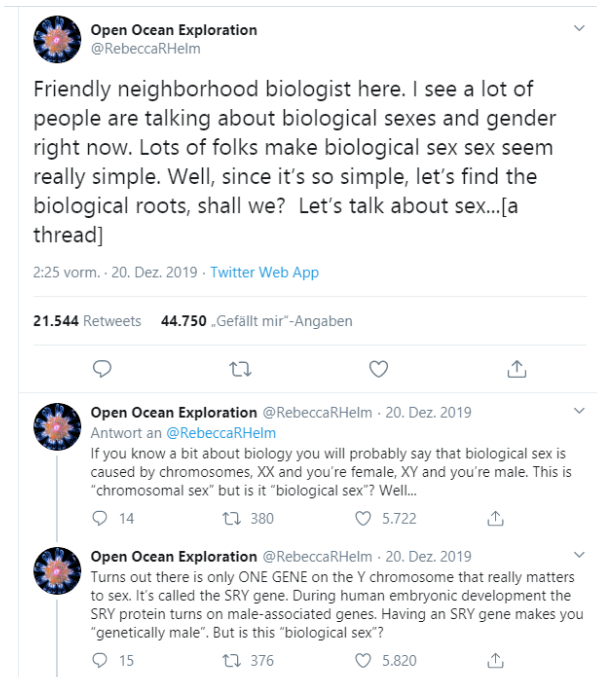 Open Ocean Exploration
@RebeccaRHelm
Friendly neighborhood biologist here. I see a lot of
people are talking about biological sexes and gender
right now. Lots of folks make biological sex sex seem
really simple. Well, since it's so simple, let's find the
biological roots, shall we?  Let's talk about sex...[a
thread]
2:25 vorm. · 20. Dez. 2019 · Twitter Web App
21.544 Retweets 44.750 „Gefällt mir“-Angaben
Open Ocean Exploration @RebeccaRHelm · 20. Dez. 2019
Antwort an @RebeccaRHelm
If you know a bit about biology you will probably say that biological sex is
caused by chromosomes, XX and you're female, XY and you're male. This is
"chromosomal sex" but is it "biological sex"? Well...
14 380 5.722
Open Ocean Exploration @RebeccaRHelm · 20. Dez. 2019
Turns out there is only ONE GENE on the Y chromosome that really matters
to sex. It's called the SRY gene. During human embryonic development the
SRY protein turns on male-associated genes. Having an SRY gene makes you
"genetically male". But is this "biological sex"?
15 376 5.820